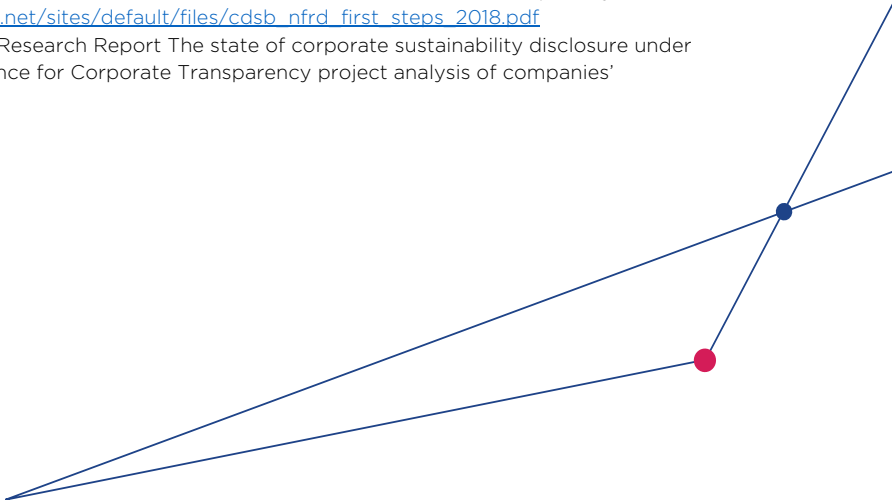 .net/sites/default/files/cdsb_nfrd_first_steps_2018.pdf
Research Report The state of corporate sustainability disclosure under
nce for Corporate Transparency project analysis of companies’